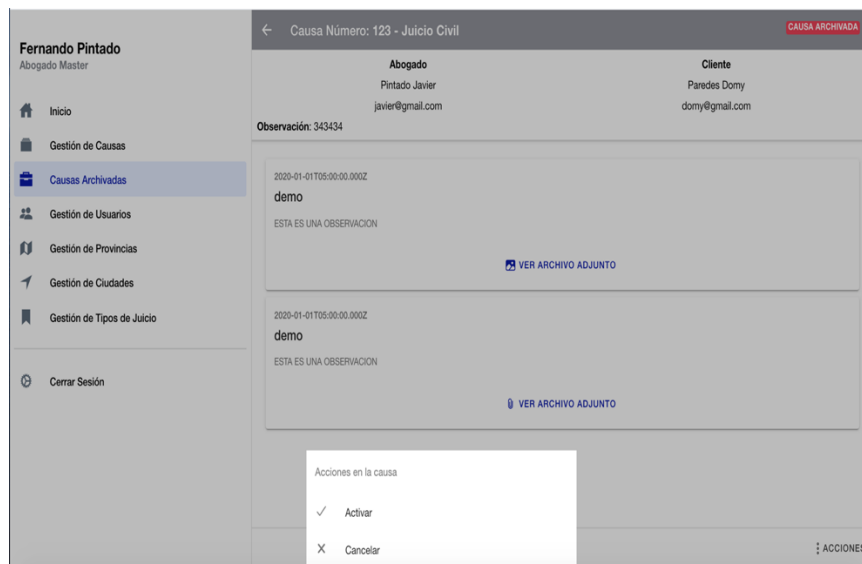 Fernando Pintado
Abogado Master
Inicio
Gestión de Causas
Causas Archivadas
Gestión de Usuarios
Gestión de Provincias
Gestión de Ciudades
Gestión de Tipos de Juicio
Cerrar Sesión
Causa Número: 123 - Juicio Civil
CAUSA ARCHIVADA
Abogado
Cliente
Pintado Javier
Paredes Domy
javier@gmail.com
domy@gmail.com
Observación: 343434
2020-01-01T05:00:00.000Z
demo
ESTA ES UNA OBSERVACION
VER ARCHIVO ADJUNTO
2020-01-01T05:00:00.000Z
demo
ESTA ES UNA OBSERVACION
VER ARCHIVO ADJUNTO
Acciones en la causa
Activar
Cancelar
ACCIONES